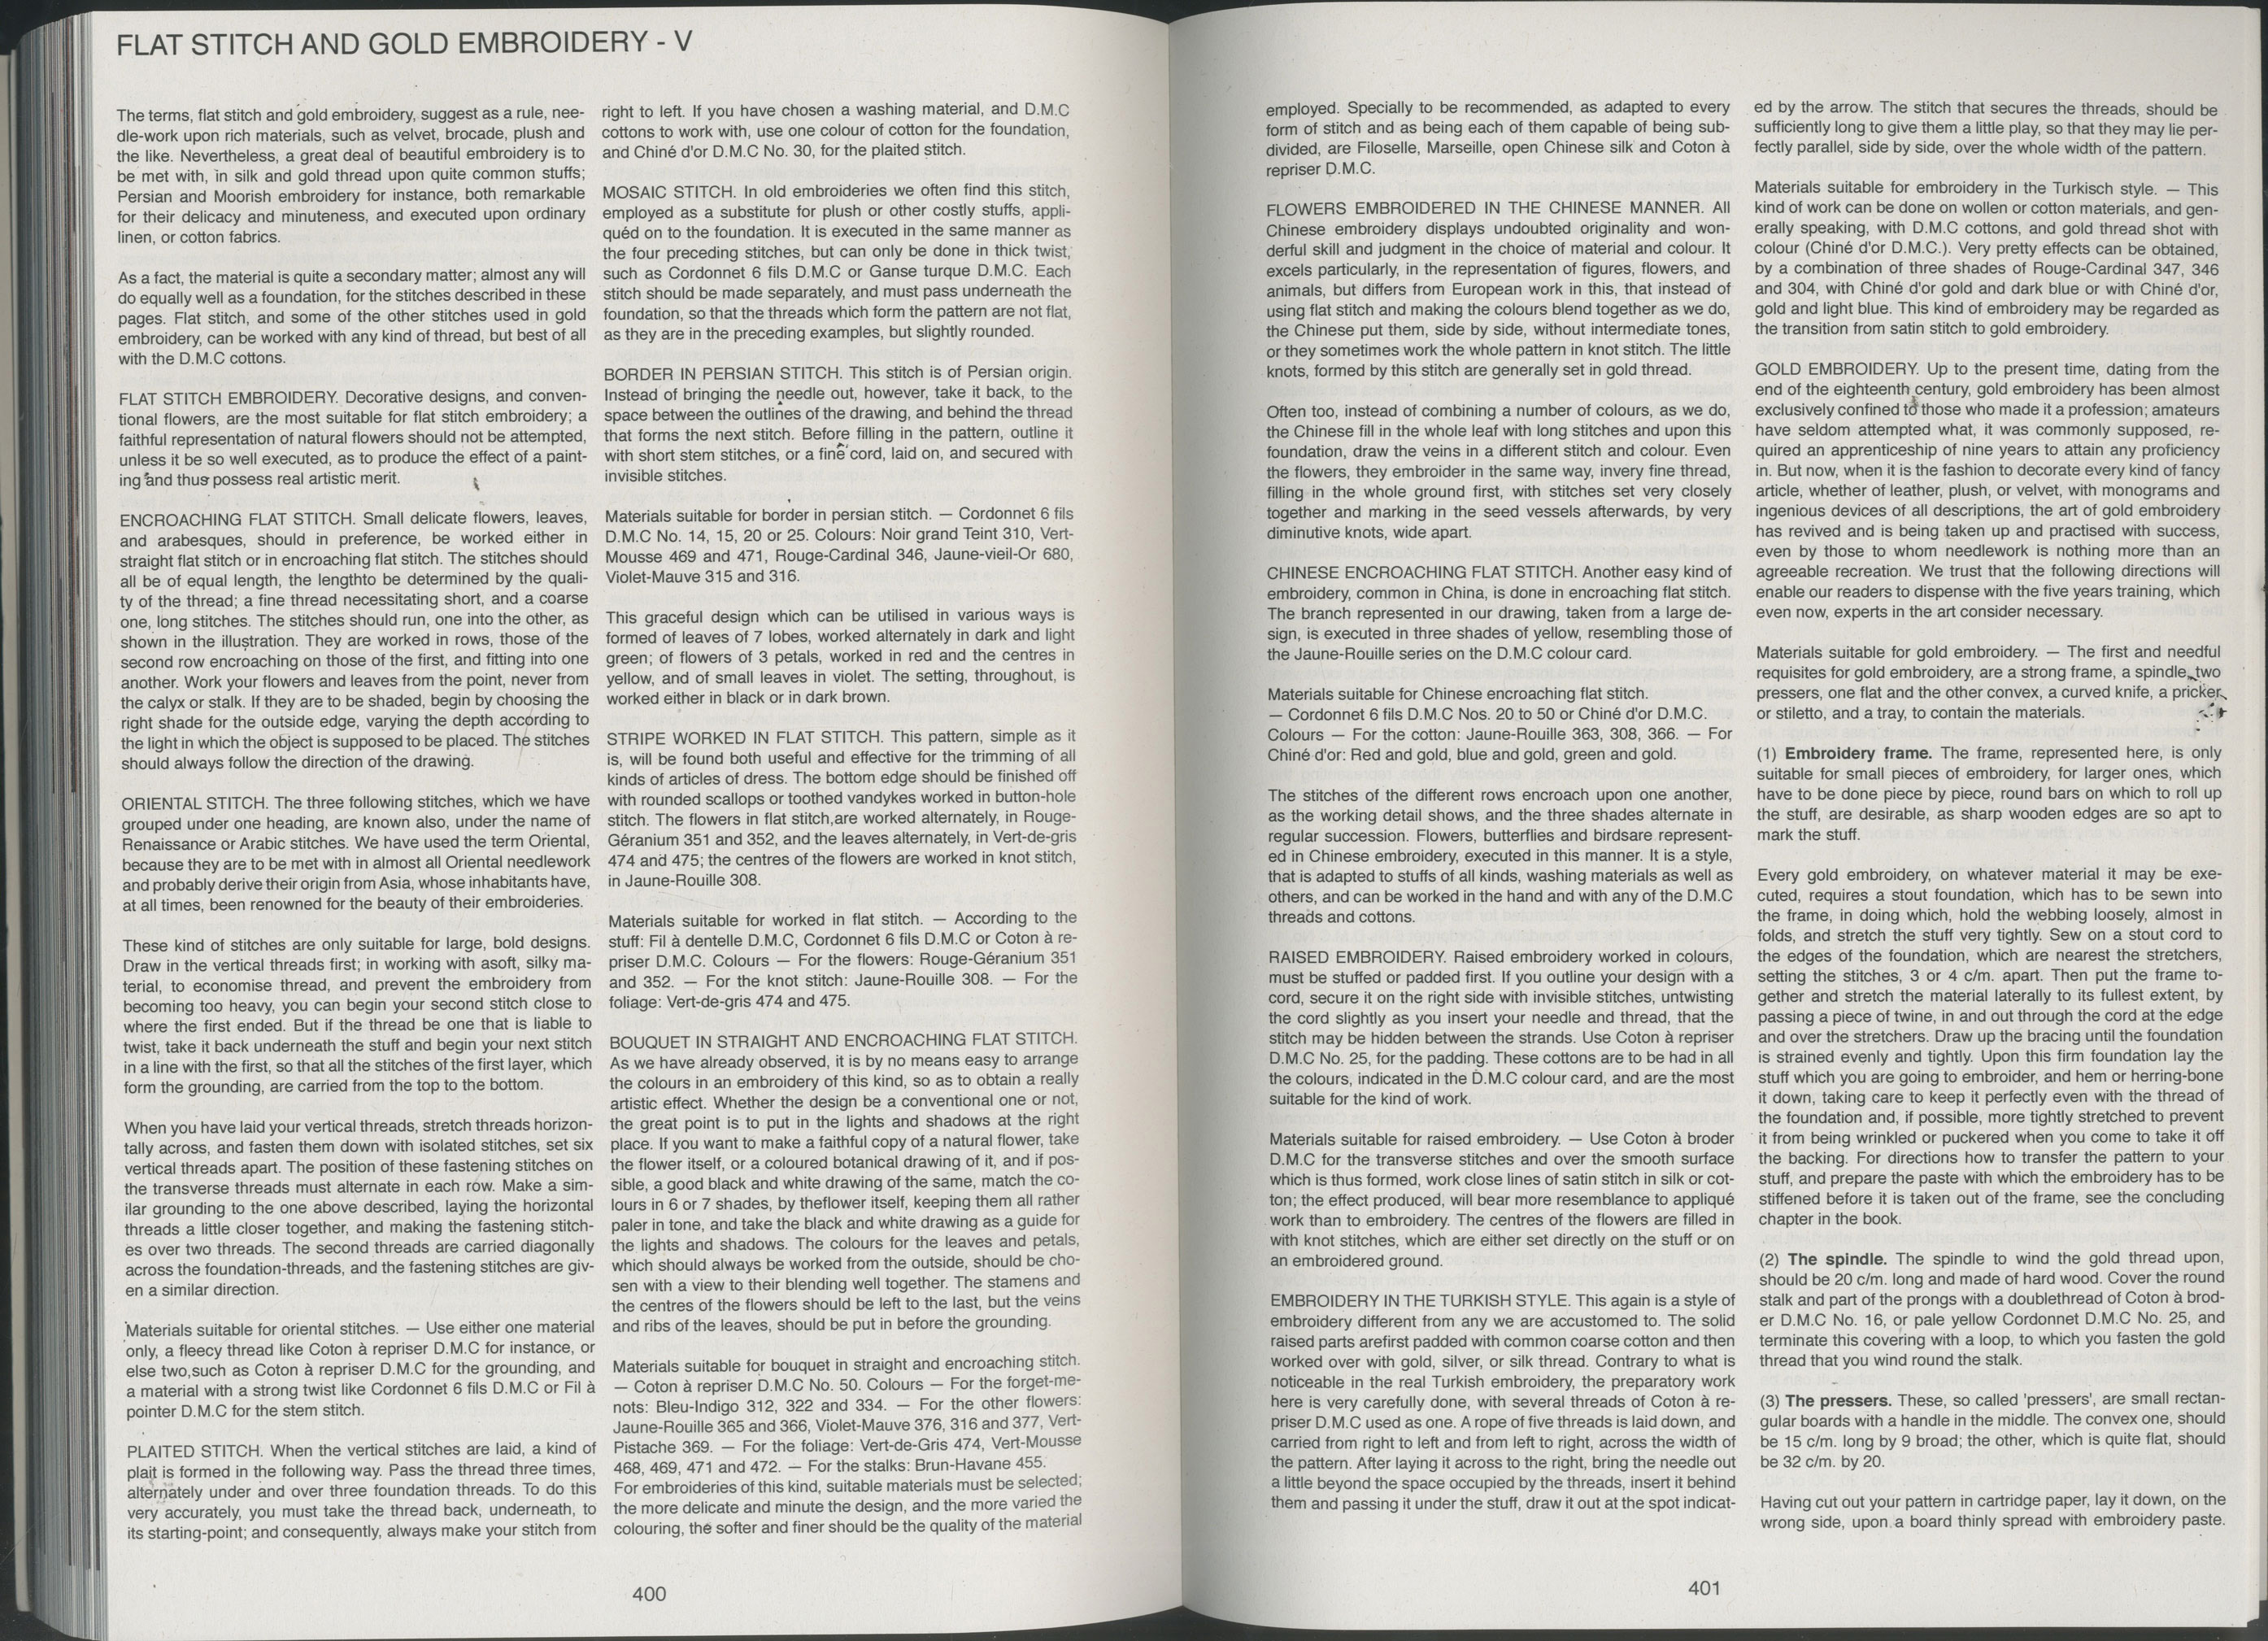 FLAT STITCH AND GOLD EMBROIDERY - V
The terms, flat stitch and gold embroidery, suggest as a rule, nee-
dle-work upon rich materials, such as velvet, brocade, plush and
the like. Nevertheless, a great deal of beautiful embroidery is to
be met with, in silk and gold thread upon quite common stuffs;
Persian and Moorish embroidery for instance, both remarkable
for their delicacy and minuteness, and executed upon ordinary
linen, or cotton fabrics.
As a fact, the material is quite a secondary matter; almost any will
do equally well as a foundation, for the stitches described in these
pages. Flat stitch, and some of the other stitches used in gold
embroidery, can be worked with any kind of thread, but best of all
with the D.M.C cottons.
FLAT STITCH EMBROIDERY. Decorative designs, and conven-
tional flowers, are the most suitable for flat stitch embroidery; a
faithful representation of natural flowers should not be attempted,
unless it be so well executed, as to produce the effect of a paint-
ing and thus possess real artistic merit.
ENCROACHING FLAT STITCH. Small delicate flowers, leaves,
and arabesques, should in preference, be worked either in
straight flat stitch or in encroaching flat stitch. The stitches should
all be of equal length, the lengthto be determined by the quali-
ty of the thread; a fine thread necessitating short, and a coarse
one, long stitches. The stitches should run, one into the other, as
shown in the illustration. They are worked in rows, those of the
second row encroaching on those of the first, and fitting into one
another. Work your flowers and leaves from the point, never from
the calyx or stalk. If they are to be shaded, begin by choosing the
right shade for the outside edge, varying the depth according to
the light in which the object is supposed to be placed. The stitches
should always follow the direction of the drawing.
ORIENTAL STITCH. The three following stitches, which we have
grouped under one heading, are known also, under the name of
Renaissance or Arabic stitches. We have used the term Oriental,
because they are to be met with in almost all Oriental needlework
and probably derive their origin from Asia, whose inhabitants have,
at all times, been renowned for the beauty of their embroideries.
These kind of stitches are only suitable for large, bold designs.
Draw in the vertical threads first; in working with asoft, silky ma-
terial, to economise thread, and prevent the embroidery from
becoming too heavy, you can begin your second stitch close to
where the first ended. But if the thread be one that is liable to
twist, take it back underneath the stuff and begin your next stitch
in a line with the first, so that all the stitches of the first layer, which
form the grounding, are carried from the top to the bottom.
When you have laid your vertical threads, stretch threads horizon-
tally across, and fasten them down with isolated stitches, set six
vertical threads apart. The position of these fastening stitches on
the transverse threads must alternate in each row. Make a sim-
ilar grounding to the one above described, laying the horizontal
threads a little closer together, and making the fastening stitch-
es over two threads. The second threads are carried diagonally
across the foundation-threads, and the fastening stitches are giv-
en a similar direction.
Materials suitable for oriental stitches. — Use either one material
only, a fleecy thread like Coton à repriser D.M.C for instance, or
else two,such as Coton à repriser D.M.C for the grounding, and
a material with a strong twist like Cordonnet 6 fils D.M.C or Fil à
pointer D.M.C for the stem stitch.
PLAITED STITCH. When the vertical stitches are laid, a kind of
plait is formed in the following way. Pass the thread three times,
alternately under and over three foundation threads. To do this
very accurately, you must take the thread back, underneath, to
its starting-point; and consequently, always make your stitch from
right to left. If you have chosen a washing material, and D.M.C
cottons to work with, use one colour of cotton for the foundation,
and Chiné d'or D.M.C No. 30, for the plaited stitch.
MOSAIC STITCH. In old embroideries we often find this stitch,
employed as a substitute for plush or other costly stuffs, appli-
quéd on to the foundation. It is executed in the same manner as
the four preceding stitches, but can only be done in thick twist,
such as Cordonnet 6 fils D.M.C or Ganse turque D.M.C. Each
stitch should be made separately, and must pass underneath the
foundation, so that the threads which form the pattern are not flat,
as they are in the preceding examples, but slightly rounded.
BORDER IN PERSIAN STITCH. This stitch is of Persian origin.
Instead of bringing the needle out, however, take it back, to the
space between the outlines of the drawing, and behind the thread
that forms the next stitch. Before filling in the pattern, outline it
with short stem stitches, or a fine cord, laid on, and secured with
invisible stitches.
Materials suitable for border in persian stitch. — Cordonnet 6 fils
D.M.C No. 14, 15, 20 or 25. Colours: Noir grand Teint 310, Vert-
Mousse 469 and 471, Rouge-Cardinal 346, Jaune-vieil-Or 680,
Violet-Mauve 315 and 316.
This graceful design which can be utilised in various ways is
formed of leaves of 7 lobes, worked alternately in dark and light
green; of flowers of 3 petals, worked in red and the centres in
yellow, and of small leaves in violet. The setting, throughout, is
worked either in black or in dark brown.
STRIPE WORKED IN FLAT STITCH. This pattern, simple as it
is, will be found both useful and effective for the trimming of all
kinds of articles of dress. The bottom edge should be finished off
with rounded scallops or toothed vandykes worked in button-hole
stitch. The flowers in flat stitch,are worked alternately, in Rouge-
Géranium 351 and 352, and the leaves alternately, in Vert-de-gris
474 and 475; the centres of the flowers are worked in knot stitch,
in Jaune-Rouille 308.
Materials suitable for worked in flat stitch. — According to the
stuff: Fil à dentelle D.M.C, Cordonnet 6 fils D.M.C or Coton à re-
priser D.M.C. Colours — For the flowers: Rouge-Géranium 351
and 352. — For the knot stitch: Jaune-Rouille 308. — For the
foliage: Vert-de-gris 474 and 475.
BOUQUET IN STRAIGHT AND ENCROACHING FLAT STITCH.
As we have already observed, it is by no means easy to arrange
the colours in an embroidery of this kind, so as to obtain a really
artistic effect. Whether the design be a conventional one or not,
the great point is to put in the lights and shadows at the right
place. If you want to make a faithful copy of a natural flower, take
the flower itself, or a coloured botanical drawing of it, and if pos-
sible, a good black and white drawing of the same, match the co-
lours in 6 or 7 shades, by theflower itself, keeping them all rather
paler in tone, and take the black and white drawing as a guide for
the lights and shadows. The colours for the leaves and petals,
which should always be worked from the outside, should be cho-
sen with a view to their blending well together. The stamens and
the centres of the flowers should be left to the last, but the veins
and ribs of the leaves, should be put in before the grounding.
Materials suitable for bouquet in straight and encroaching stitch.
— Coton à repriser D.M.C No. 50. Colours — For the forget-me-
nots: Bleu-Indigo 312, 322 and 334. — For the other flowers:
Jaune-Rouille 365 and 366, Violet-Mauve 376, 316 and 377, Vert-
Pistache 369. — For the foliage: Vert-de-Gris 474, Vert-Mousse
468, 469, 471 and 472. — For the stalks: Brun-Havane 455.
For embroideries of this kind, suitable materials must be selected;
the more delicate and minute the design, and the more varied the
colouring, the softer and finer should be the quality of the material
400
employed. Specially to be recommended, as adapted to every
form of stitch and as being each of them capable of being sub-
divided, are Filoselle, Marseille, open Chinese silk and Coton à
repriser D.M.C.
FLOWERS EMBROIDERED IN THE CHINESE MANNER. All
Chinese embroidery displays undoubted originality and won-
derful skill and judgment in the choice of material and colour. It
excels particularly, in the representation of figures, flowers, and
animals, but differs from European work in this, that instead of
using flat stitch and making the colours blend together as we do,
the Chinese put them, side by side, without intermediate tones,
or they sometimes work the whole pattern in knot stitch. The little
knots, formed by this stitch are generally set in gold thread.
Often too, instead of combining a number of colours, as we do,
the Chinese fill in the whole leaf with long stitches and upon this
foundation, draw the veins in a different stitch and colour. Even
the flowers, they embroider in the same way, invery fine thread,
filling in the whole ground first, with stitches set very closely
together and marking in the seed vessels afterwards, by very
diminutive knots, wide apart.
CHINESE ENCROACHING FLAT STITCH. Another easy kind of
embroidery, common in China, is done in encroaching flat stitch.
The branch represented in our drawing, taken from a large de-
sign, is executed in three shades of yellow, resembling those of
the Jaune-Rouille series on the D.M.C colour card.
Materials suitable for Chinese encroaching flat stitch.
— Cordonnet 6 fils D.M.C Nos. 20 to 50 or Chiné d'or D.M.C.
Colours — For the cotton: Jaune-Rouille 363, 308, 366. — For
Chiné d'or: Red and gold, blue and gold, green and gold.
The stitches of the different rows encroach upon one another,
as the working detail shows, and the three shades alternate in
regular succession. Flowers, butterflies and birdsare represent-
ed in Chinese embroidery, executed in this manner. It is a style,
that is adapted to stuffs of all kinds, washing materials as well as
others, and can be worked in the hand and with any of the D.M.C
threads and cottons.
RAISED EMBROIDERY. Raised embroidery worked in colours,
must be stuffed or padded first. If you outline your design with a
cord, secure it on the right side with invisible stitches, untwisting
the cord slightly as you insert your needle and thread, that the
stitch may be hidden between the strands. Use Coton à repriser
D.M.C No. 25, for the padding. These cottons are to be had in all
the colours, indicated in the D.M.C colour card, and are the most
suitable for the kind of work.
Materials suitable for raised embroidery. — Use Coton à broder
D.M.C for the transverse stitches and over the smooth surface
which is thus formed, work close lines of satin stitch in silk or cot-
ton; the effect produced, will bear more resemblance to appliqué
work than to embroidery. The centres of the flowers are filled in
with knot stitches, which are either set directly on the stuff or on
an embroidered ground.
EMBROIDERY IN THE TURKISH STYLE. This again is a style of
embroidery different from any we are accustomed to. The solid
raised parts arefirst padded with common coarse cotton and then
worked over with gold, silver, or silk thread. Contrary to what is
noticeable in the real Turkish embroidery, the preparatory work
here is very carefully done, with several threads of Coton à re-
priser D.M.C used as one. A rope of five threads is laid down, and
carried from right to left and from left to right, across the width of
the pattern. After laying it across to the right, bring the needle out
a little beyond the space occupied by the threads, insert it behind
them and passing it under the stuff, draw it out at the spot indicat-
ed by the arrow. The stitch that secures the threads, should be
sufficiently long to give them a little play, so that they may lie per-
fectly parallel, side by side, over the whole width of the pattern.
Materials suitable for embroidery in the Turkisch style. — This
kind of work can be done on wollen or cotton materials, and gen-
erally speaking, with D.M.C cottons, and gold thread shot with
colour (Chiné d'or D.M.C.). Very pretty effects can be obtained,
by a combination of three shades of Rouge-Cardinal 347, 346
and 304, with Chiné d'or gold and dark blue or with Chiné d'or,
gold and light blue. This kind of embroidery may be regarded as
the transition from satin stitch to gold embroidery.
GOLD EMBROIDERY. Up to the present time, dating from the
end of the eighteenth century, gold embroidery has been almost
exclusively confined to those who made it a profession; amateurs
have seldom attempted what, it was commonly supposed, re-
quired an apprenticeship of nine years to attain any proficiency
in. But now, when it is the fashion to decorate every kind of fancy
article, whether of leather, plush, or velvet, with monograms and
ingenious devices of all descriptions, the art of gold embroidery
has revived and is being taken up and practised with success,
even by those to whom needlework is nothing more than an
agreeable recreation. We trust that the following directions will
enable our readers to dispense with the five years training, which
even now, experts in the art consider necessary.
Materials suitable for gold embroidery. — The first and needful
requisites for gold embroidery, are a strong frame, a spindle, two
pressers, one flat and the other convex, a curved knife, a pricker
or stiletto, and a tray, to contain the materials.
(1) Embroidery frame. The frame, represented here, is only
suitable for small pieces of embroidery, for larger ones, which
have to be done piece by piece, round bars on which to roll up
the stuff, are desirable, as sharp wooden edges are so apt to
mark the stuff.
Every gold embroidery, on whatever material it may be exe-
cuted, requires a stout foundation, which has to be sewn into
the frame, in doing which, hold the webbing loosely, almost in
folds, and stretch the stuff very tightly. Sew on a stout cord to
the edges of the foundation, which are nearest the stretchers,
setting the stitches, 3 or 4 c/m. apart. Then put the frame to-
gether and stretch the material laterally to its fullest extent, by
passing a piece of twine, in and out through the cord at the edge
and over the stretchers. Draw up the bracing until the foundation
is strained evenly and tightly. Upon this firm foundation lay the
stuff which you are going to embroider, and hem or herring-bone
it down, taking care to keep it perfectly even with the thread of
the foundation and, if possible, more tightly stretched to prevent
it from being wrinkled or puckered when you come to take it off
the backing. For directions how to transfer the pattern to your
stuff, and prepare the paste with which the embroidery has to be
stiffened before it is taken out of the frame, see the concluding
chapter in the book.
(2) The spindle. The spindle to wind the gold thread upon,
should be 20 c/m. long and made of hard wood. Cover the round
stalk and part of the prongs with a doublethread of Coton à brod-
er D.M.C No. 16, or pale yellow Cordonnet D.M.C No. 25, and
terminate this covering with a loop, to which you fasten the gold
thread that you wind round the stalk.
(3) The pressers. These, so called 'pressers', are small rectan-
gular boards with a handle in the middle. The convex one, should
be 15 c/m. long by 9 broad; the other, which is quite flat, should
be 32 c/m. by 20.
Having cut out your pattern in cartridge paper, lay it down, on the
wrong side, upon a board thinly spread with embroidery paste.
401